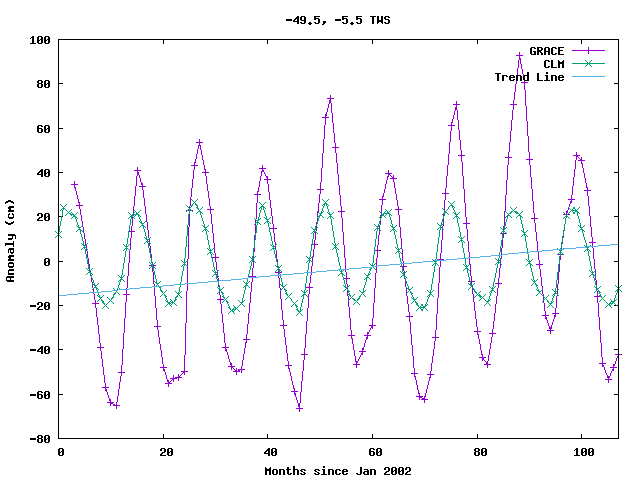 -49.5, -5.5 TWS
GRACE
CLM
Trend Line
100
80
60
40
20
0
-20
-40
-60
-80
Anomaly (cm)
0 20 40 60 80 100
Months since Jan 2002